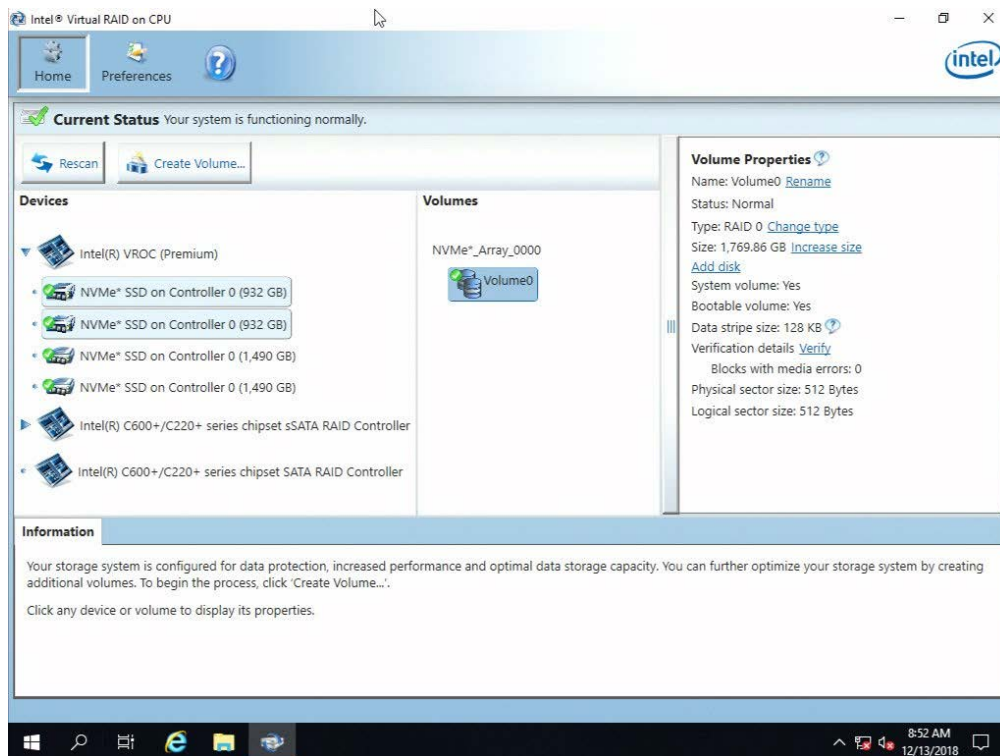 Intel® Virtual RAID on CPU
Home
Preferences
intel
Current Status Your system is functioning normally.
Rescan
Create Volume...
Devices
Intel(R) VROC (Premium)
NVMe* SSD on Controller 0 (932 GB)
NVMe* SSD on Controller 0 (932 GB)
NVMe* SSD on Controller 0 (1,490 GB)
NVMe* SSD on Controller 0 (1,490 GB)
Intel(R) C600+/C220+ series chipset sSATA RAID Controller
Intel(R) C600+/C220+ series chipset SATA RAID Controller
Volumes
NVMe*_Array_0000
Volume0
Volume Properties
Name: Volume0 Rename
Status: Normal
Type: RAID 0 Change type
Size: 1,769.86 GB Increase size
Add disk
System volume: Yes
Bootable volume: Yes
Data stripe size: 128 KB
Verification details Verify
Blocks with media errors: 0
Physical sector size: 512 Bytes
Logical sector size: 512 Bytes
Information
Your storage system is configured for data protection, increased performance and optimal data storage capacity. You can further optimize your storage system by creating
additional volumes. To begin the process, click 'Create Volume...'.
Click any device or volume to display its properties.
8:52 AM
12/13/2018